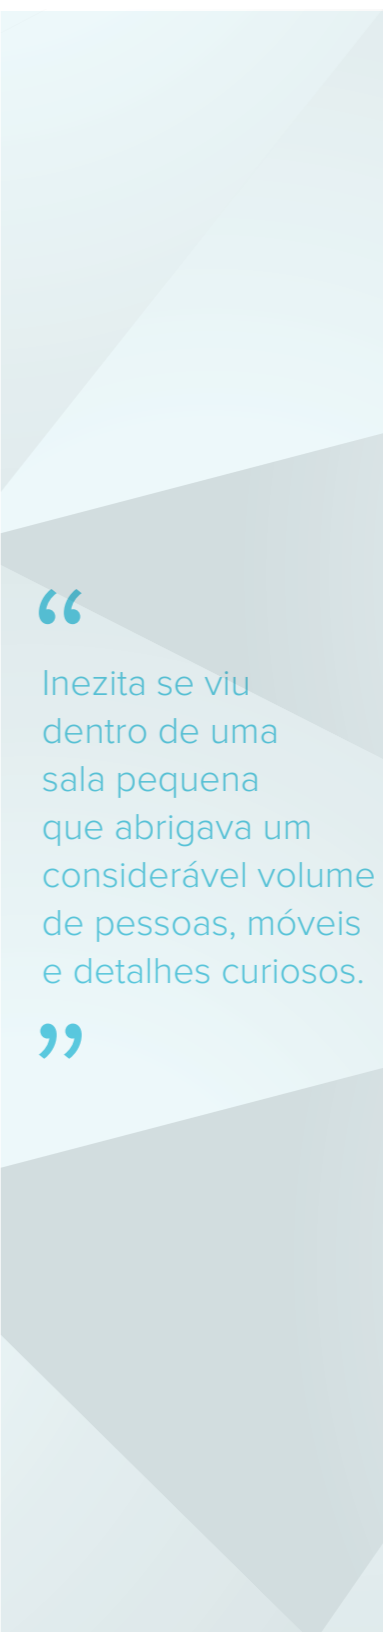 “
Inezita se viu
dentro de uma
sala pequena
que abrigava um
considerável volume
de pessoas, móveis
e detalhes curiosos.
”